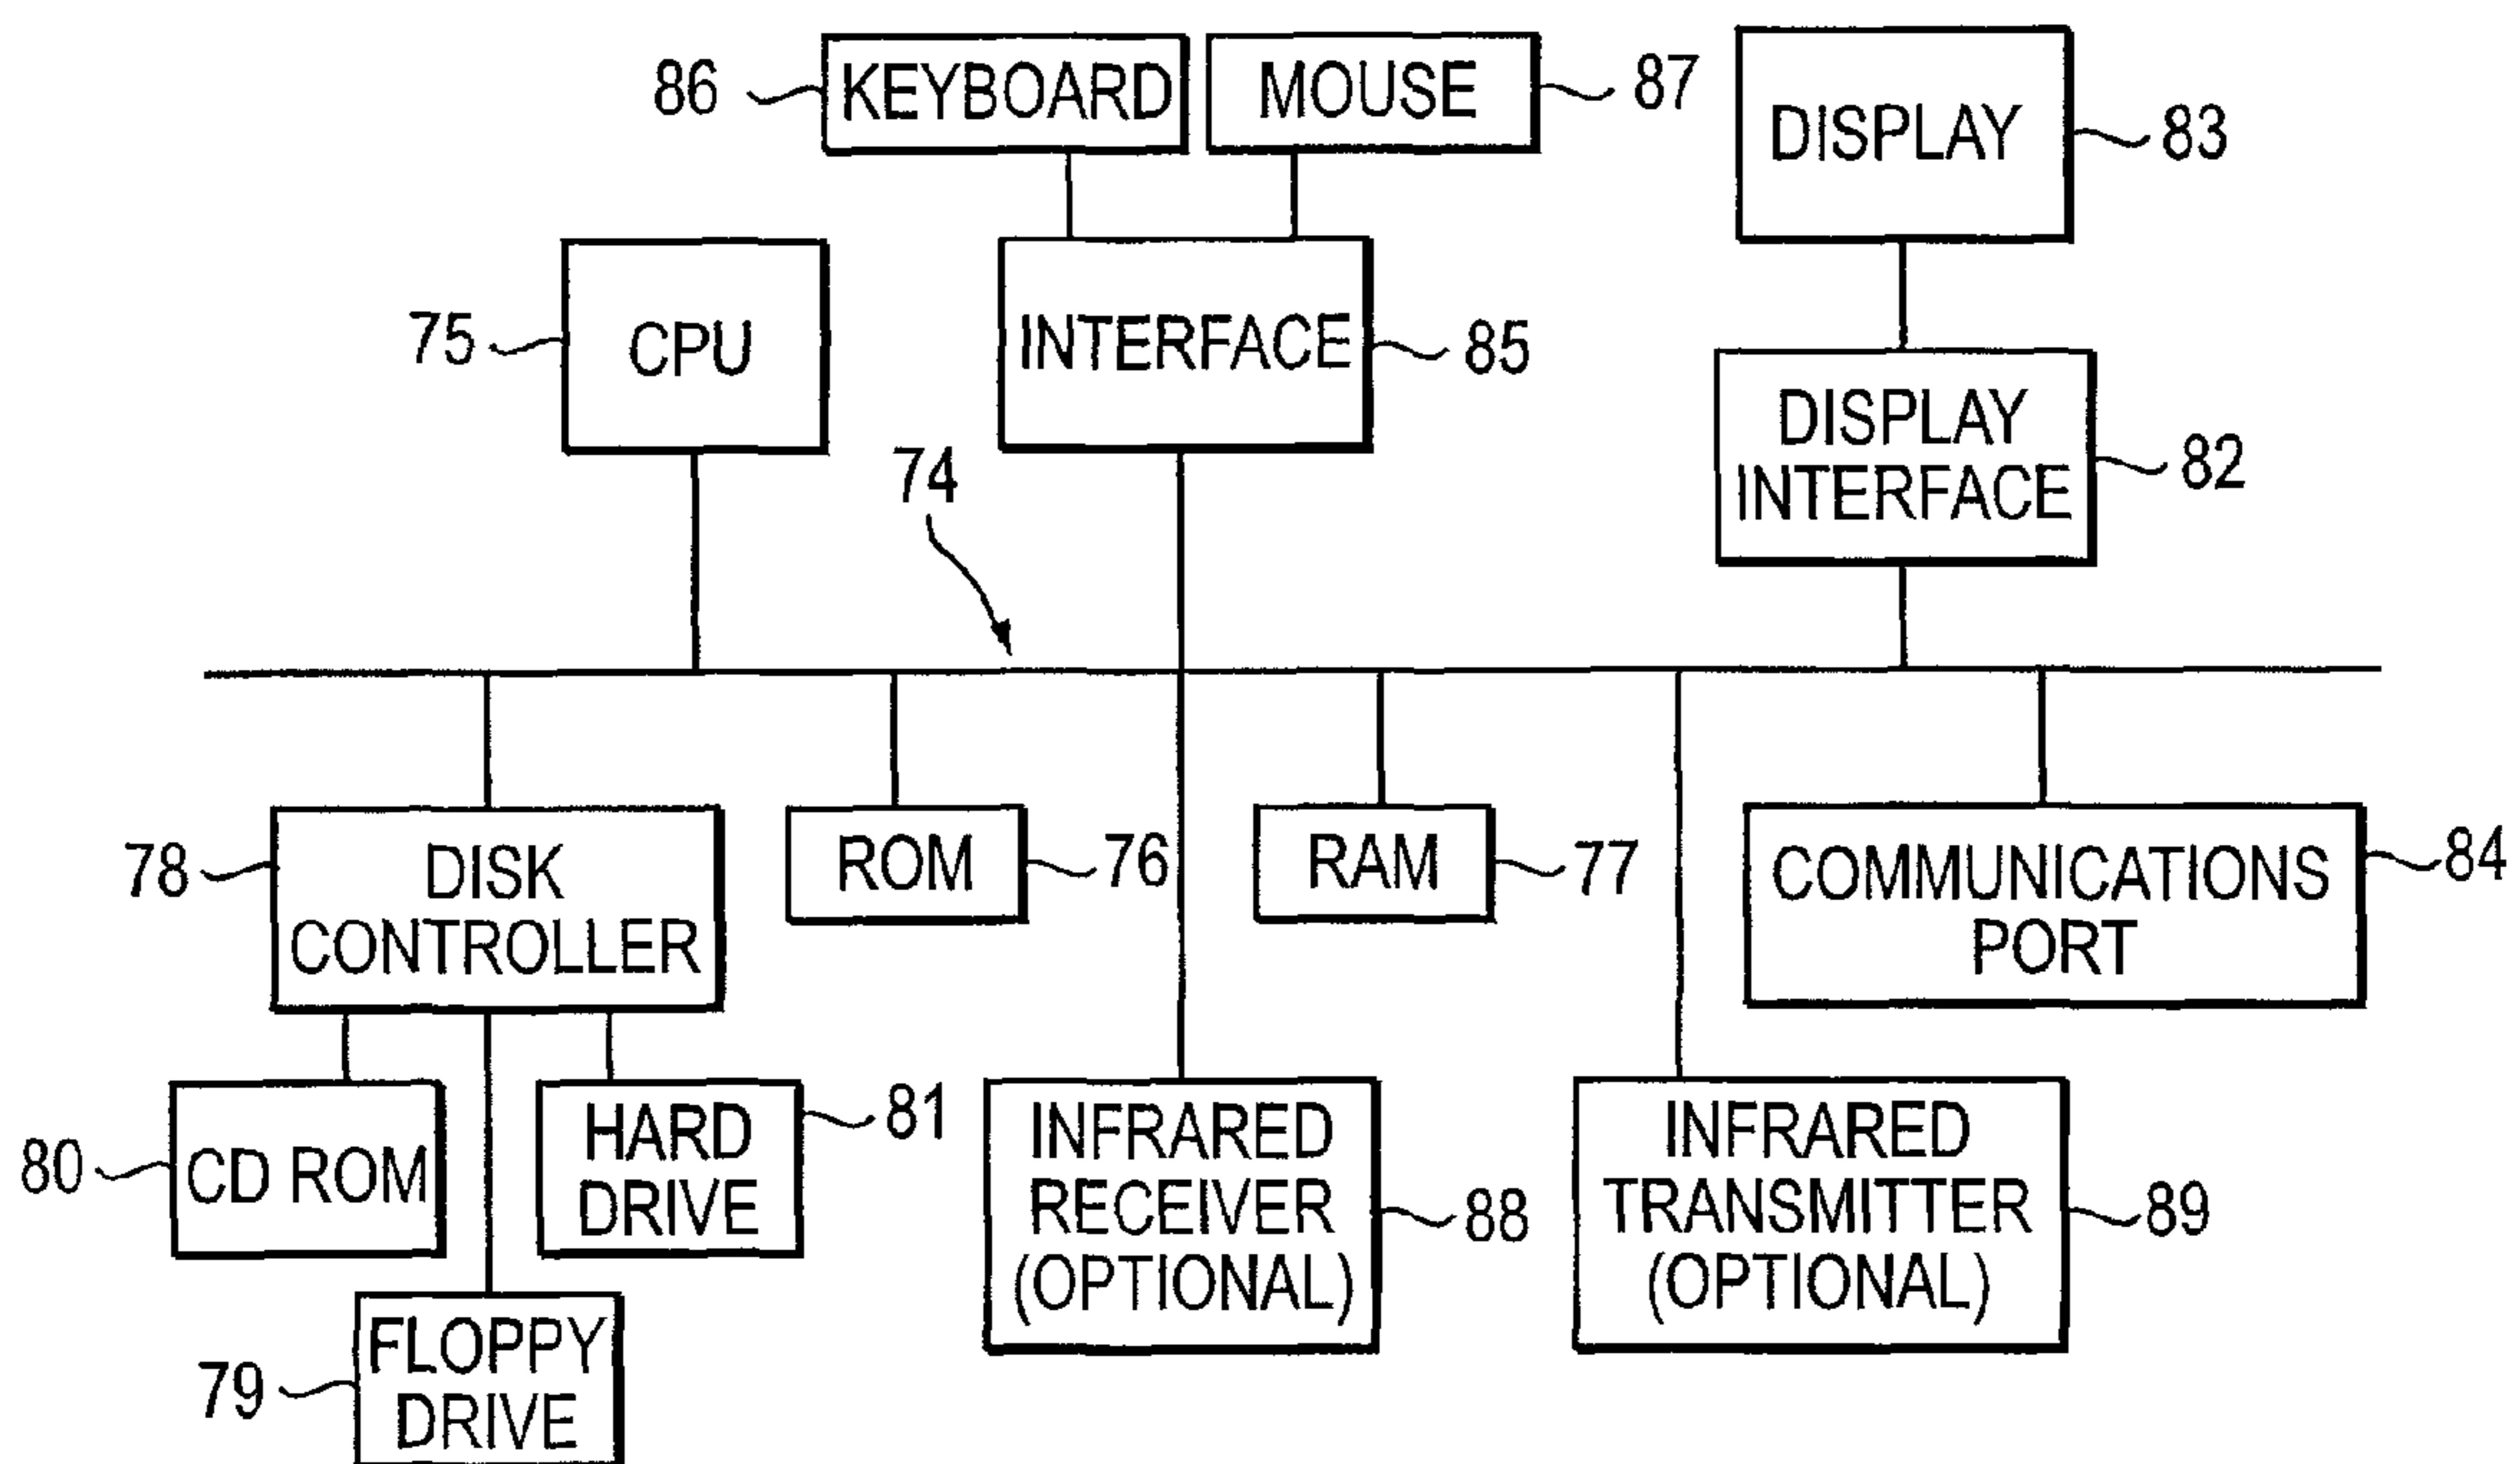 86
KEYBOARD
MOUSE
87
DISPLAY
83
75
CPU
INTERFACE
85
DISPLAY
INTERFACE
82
74
78
DISK
CONTROLLER
ROM
76
RAM
77
COMMUNICATIONS
PORT
84
80
CD ROM
HARD
DRIVE
81
INFRARED
RECEIVER
(OPTIONAL)
88
INFRARED
TRANSMITTER
(OPTIONAL)
89
79
FLOPPY
DRIVE